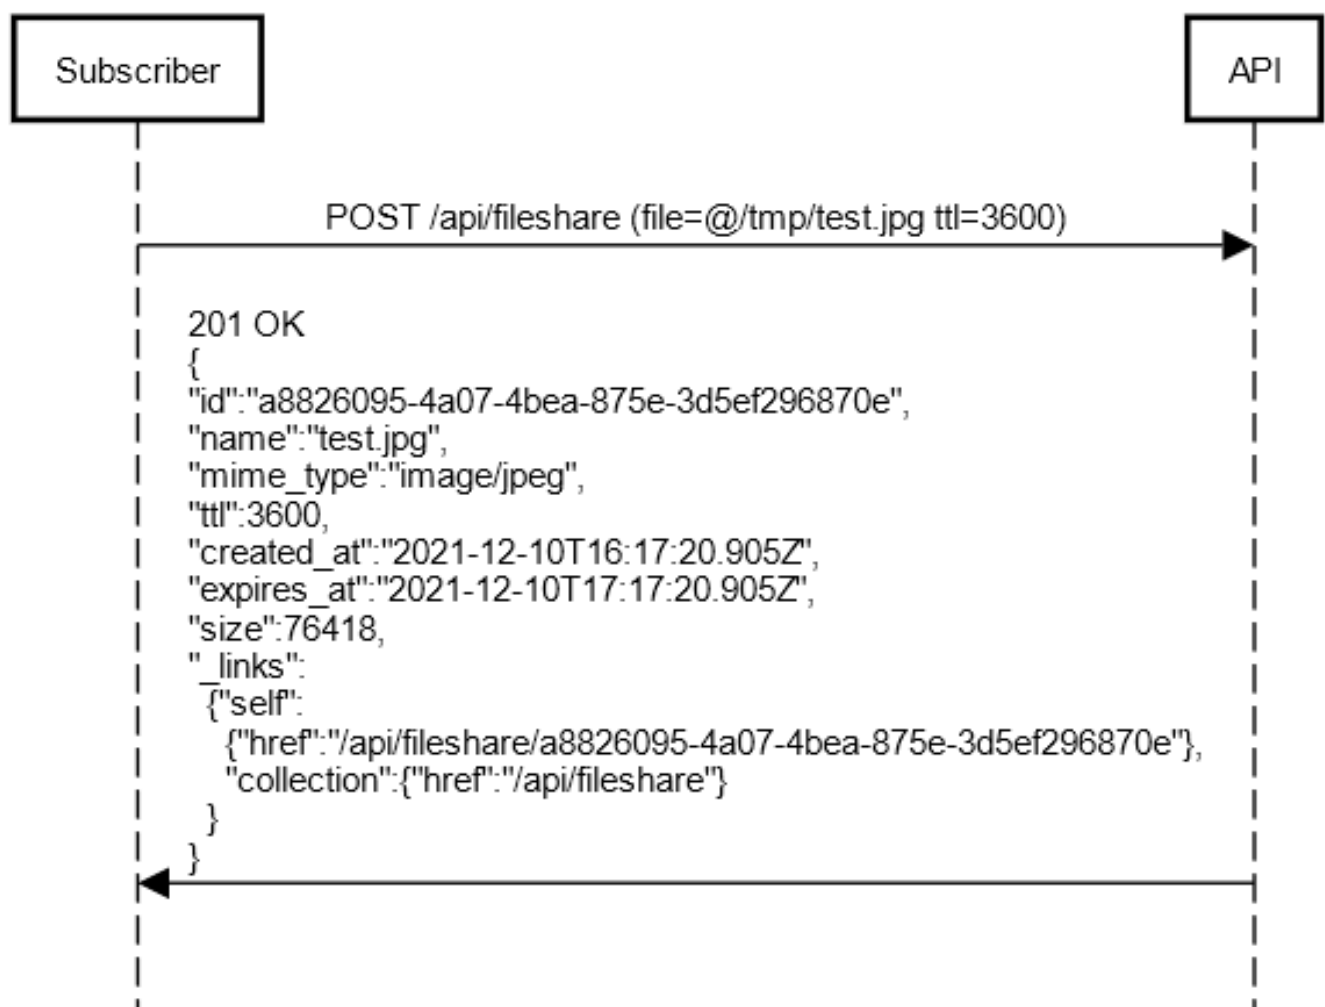 Subscriber
API
POST /api/fileshare (file=@/tmp/test.jpg ttl=3600)
201 OK
{
"id":"a8826095-4a07-4bea-875e-3d5ef296870e",
"name":"test.jpg",
"mime_type":"image/jpeg",
"ttl":3600,
"created_at":"2021-12-10T16:17:20.905Z",
"expires_at":"2021-12-10T17:17:20.905Z",
"size":76418,
"_links":
{"self":
{"href":"/api/fileshare/a8826095-4a07-4bea-875e-3d5ef296870e"},
"collection":{"href":"/api/fileshare"}
}
}